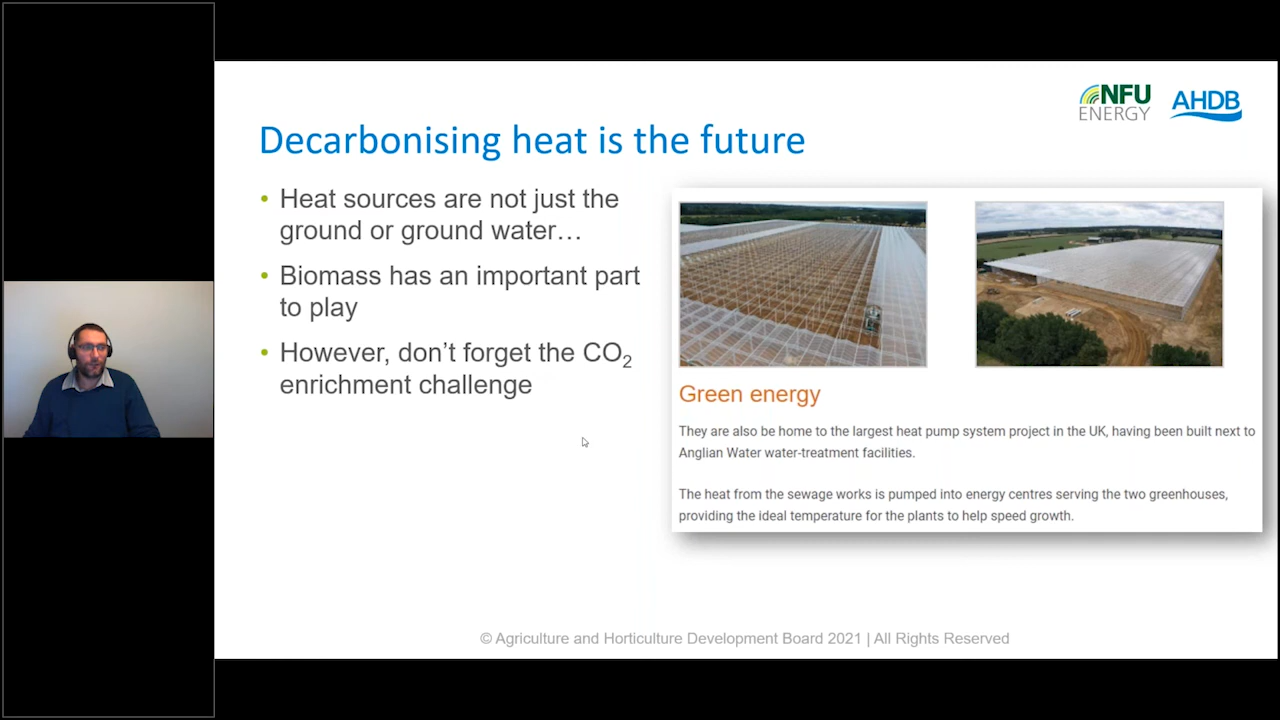 NFU
ENERGY
AHDB
Decarbonising heat is the future
• Heat sources are not just the
ground or ground water…
• Biomass has an important part
to play
• However, don’t forget the CO₂
enrichment challenge
Green energy
They are also be home to the largest heat pump system project in the UK, having been built next to
Anglian Water water-treatment facilities.
The heat from the sewage works is pumped into energy centres serving the two greenhouses,
providing the ideal temperature for the plants to help speed growth.
© Agriculture and Horticulture Development Board 2021 | All Rights Reserved